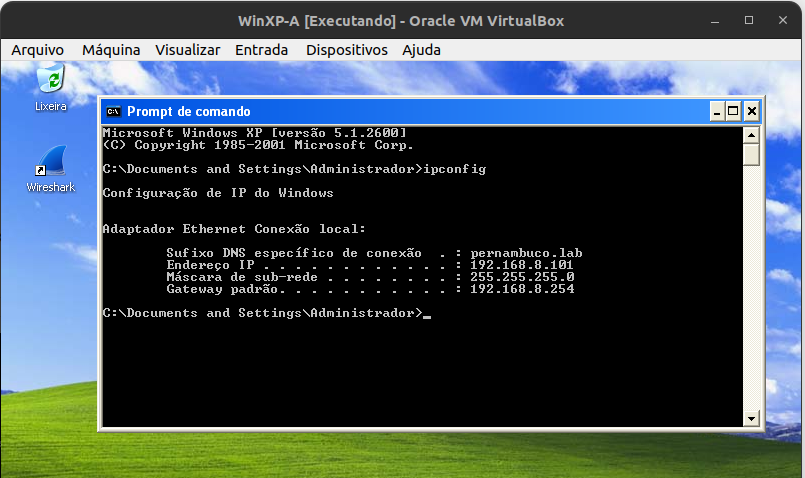 WinXP-A [Executando] - Oracle VM VirtualBox
Arquivo Máquina Visualizar Entrada Dispositivos Ajuda
Lixeira
Wireshark
C:\ Prompt de comando
Microsoft Windows XP [versão 5.1.2600]
(C) Copyright 1985-2001 Microsoft Corp.
C:\Documents and Settings\Administrador>ipconfig
Configuração de IP do Windows
Adaptador Ethernet Conexão local:
Sufixo DNS específico de conexão . : pernambuco.lab
Endereço IP . . . . . . . . . . . . : 192.168.8.101
Máscara de sub-rede . . . . . . . . : 255.255.255.0
Gateway padrão. . . . . . . . . . . : 192.168.8.254
C:\Documents and Settings\Administrador>_